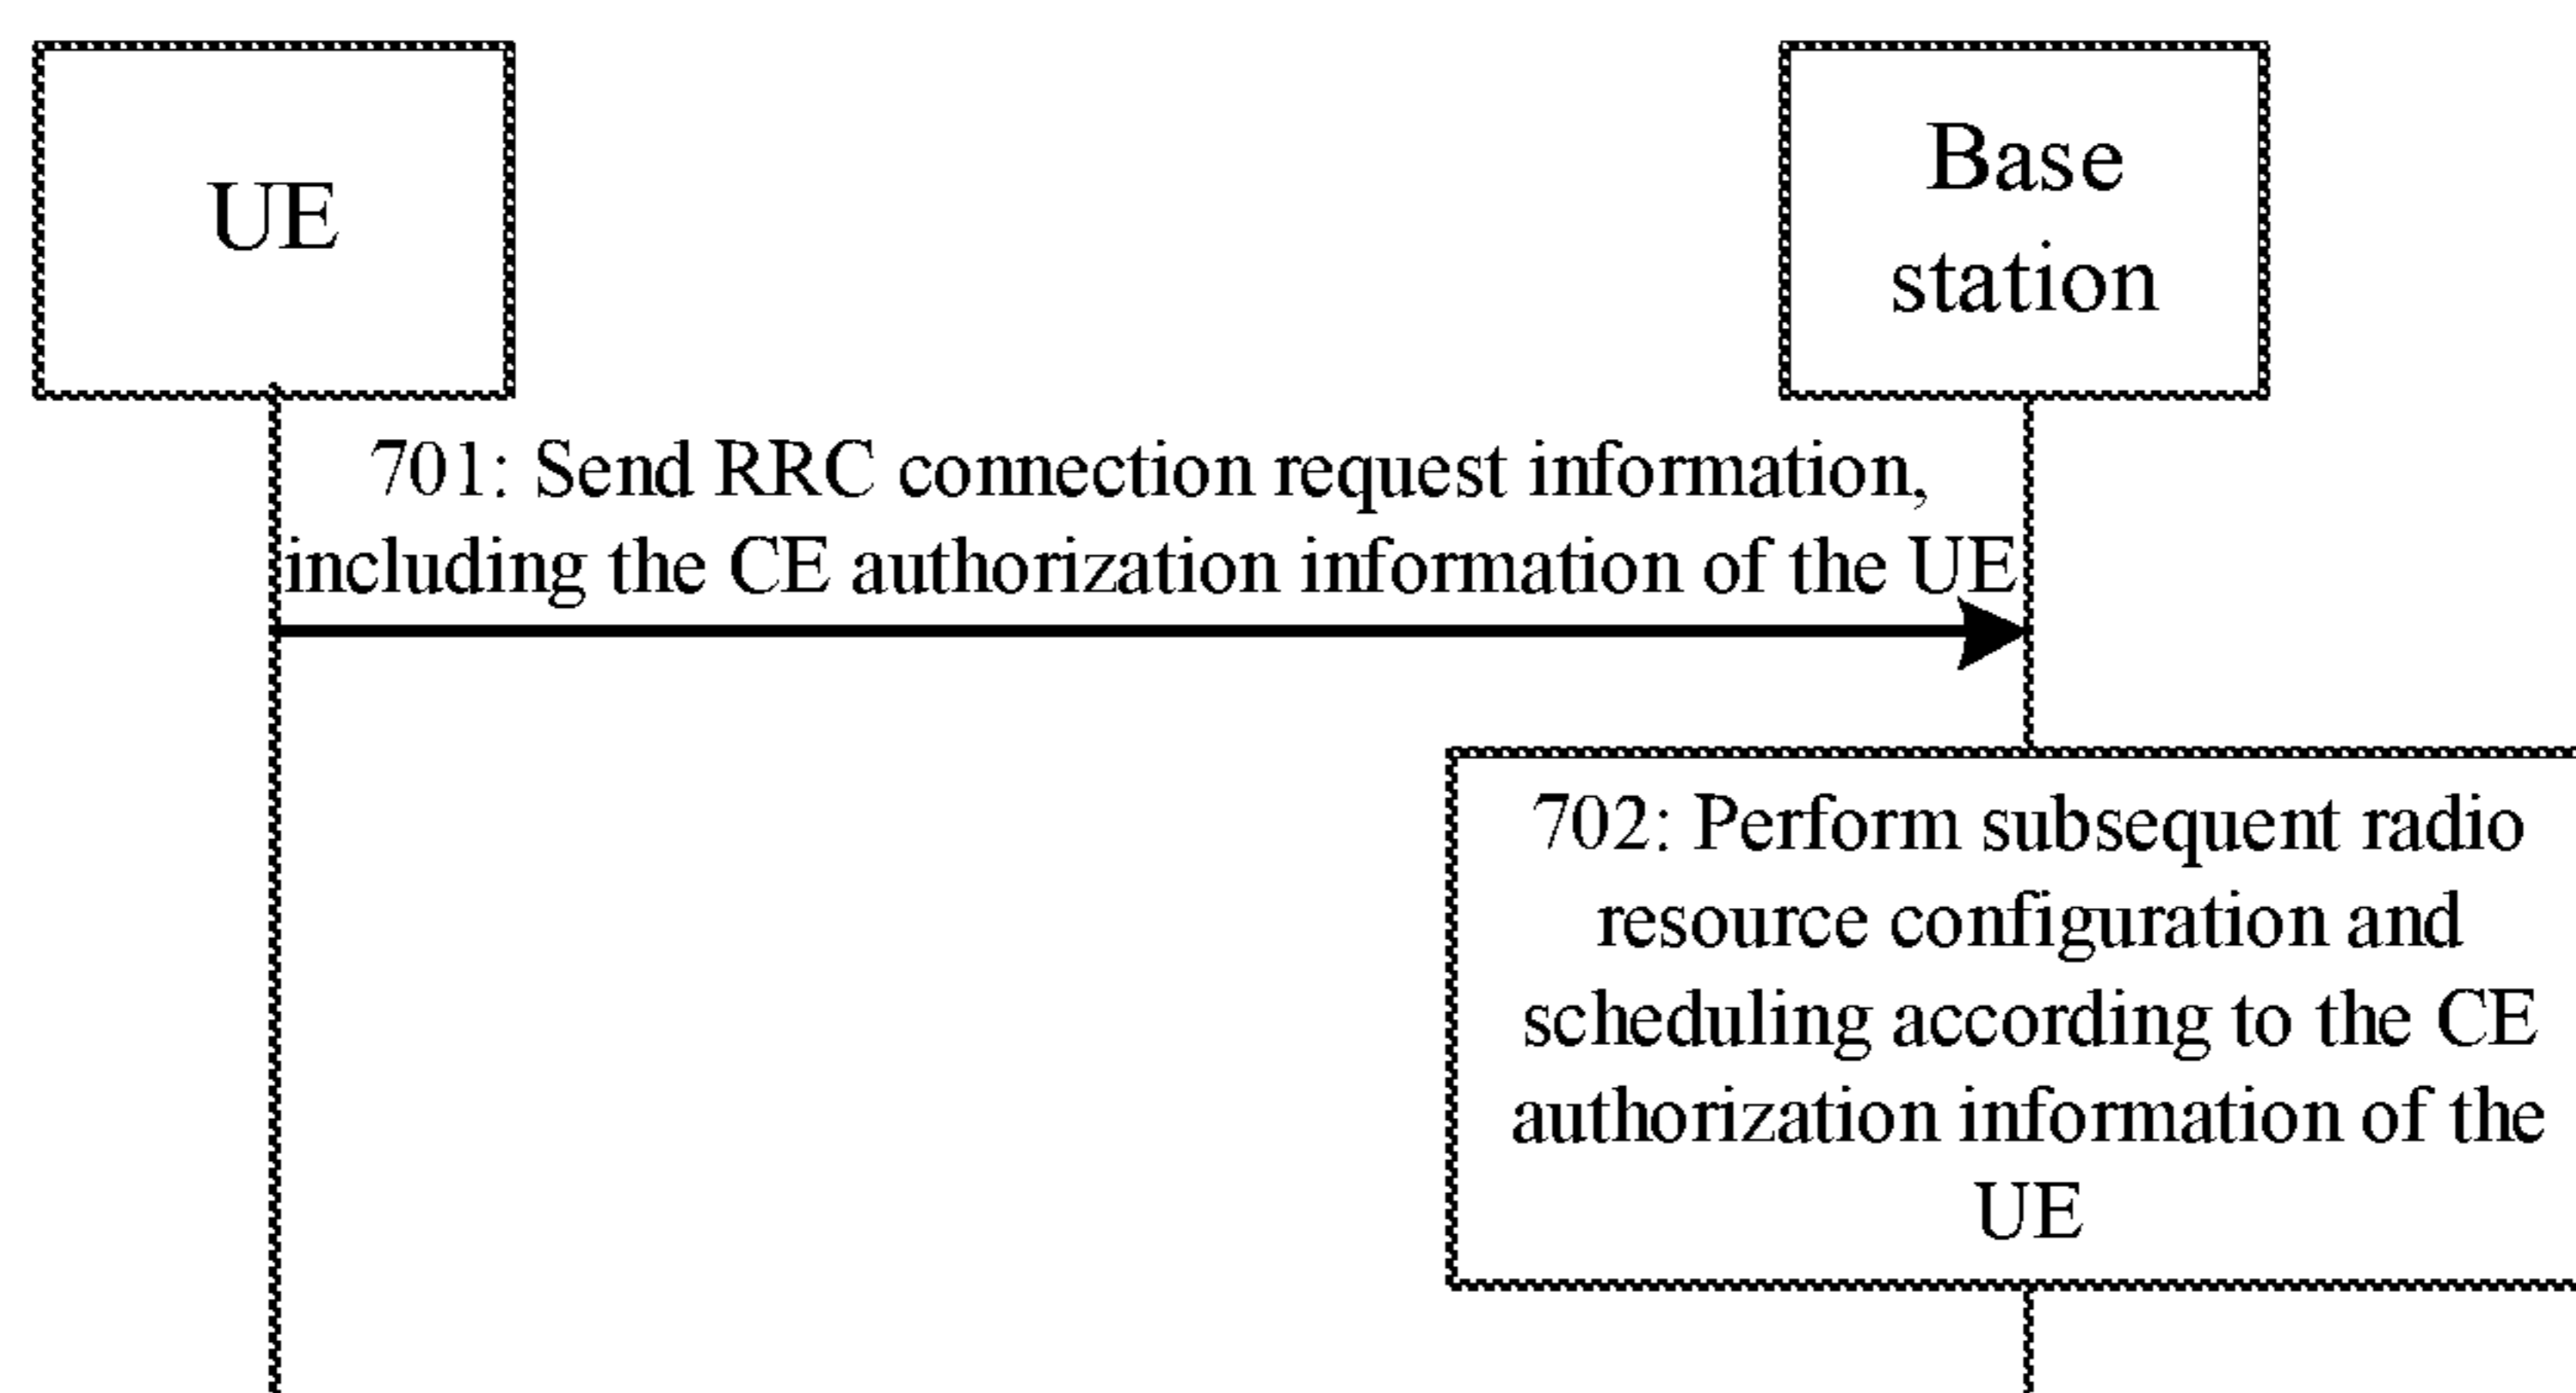 UE
Base
station
701: Send RRC connection request information,
including the CE authorization information of the UE
702: Perform subsequent radio
resource configuration and
scheduling according to the CE
authorization information of the
UE